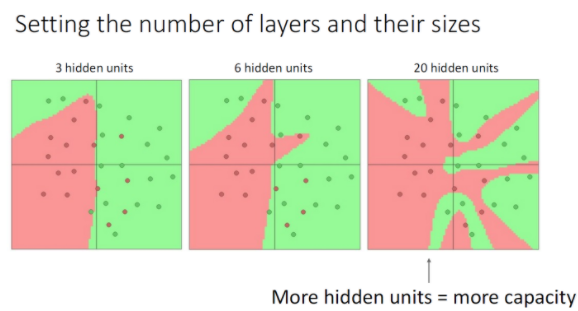 Setting the number of layers and their sizes
3 hidden units
6 hidden units
20 hidden units
More hidden units = more capacity